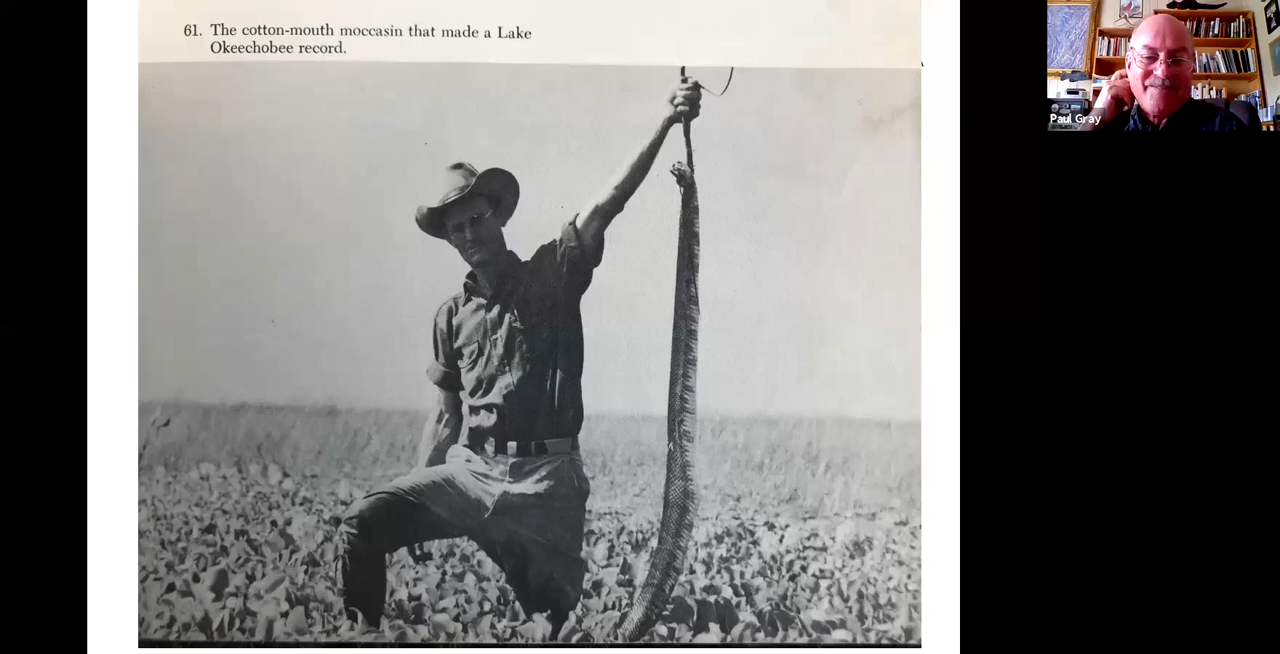 61. The cotton-mouth moccasin that made a Lake
Okeechobee record.
Paul Gray